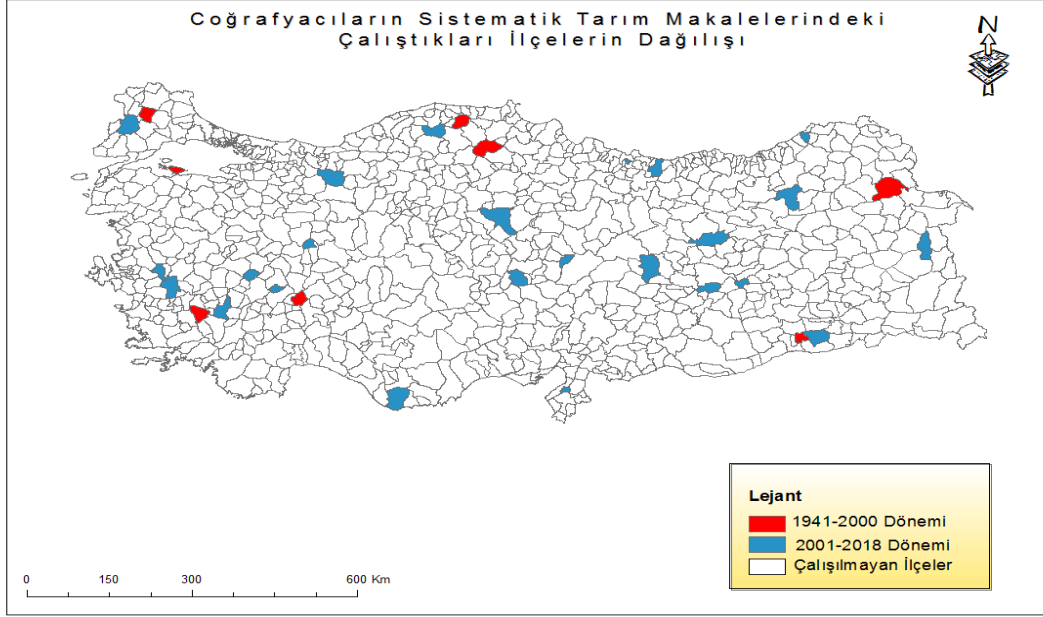 Coğrafyacıların Sistematik Tarım Makalelerindeki
Çalıştıkları İlçelerin Dağılışı
N
Lejant
1941-2000 Dönemi
2001-2018 Dönemi
Çalışılmayan İlçeler
0 150 300 600 Km